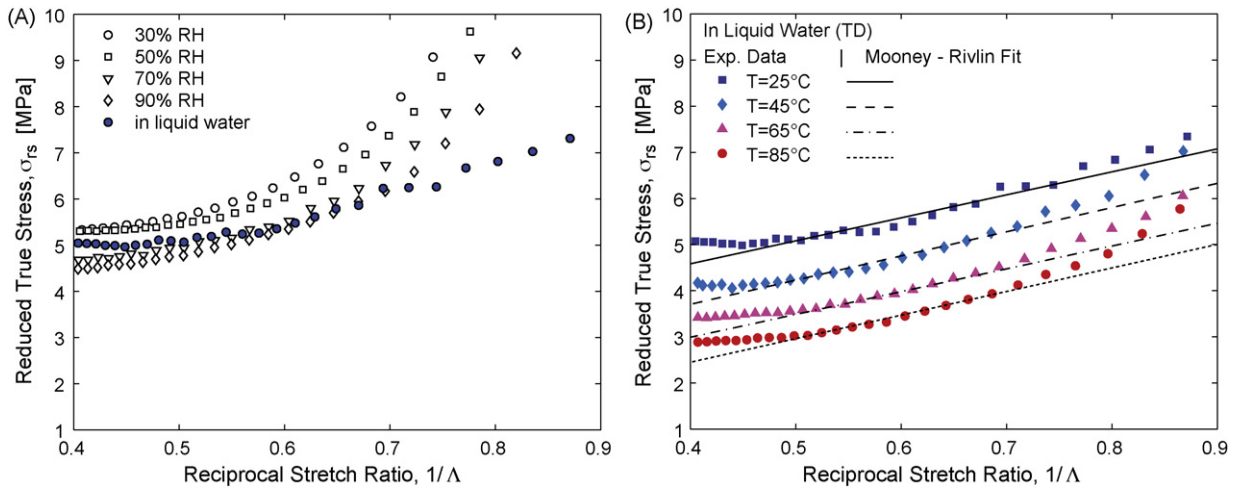 (A)
10
9
8
7
6
5
4
3
2
1
Reduced True Stress, σrs [MPa]
30% RH
50% RH
70% RH
90% RH
in liquid water
0.4 0.5 0.6 0.7 0.8 0.9
Reciprocal Stretch Ratio, 1/Λ
(B)
10
9
8
7
6
5
4
3
2
1
Reduced True Stress, σrs [MPa]
In Liquid Water (TD)
Exp. Data | Mooney - Rivlin Fit
T=25°C
T=45°C
T=65°C
T=85°C
0.4 0.5 0.6 0.7 0.8 0.9
Reciprocal Stretch Ratio, 1/Λ